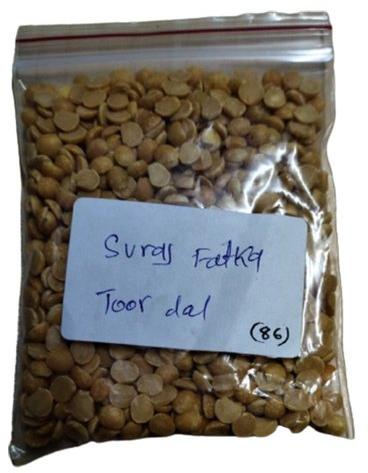 Suraj Fatka
Toor dal
(86)